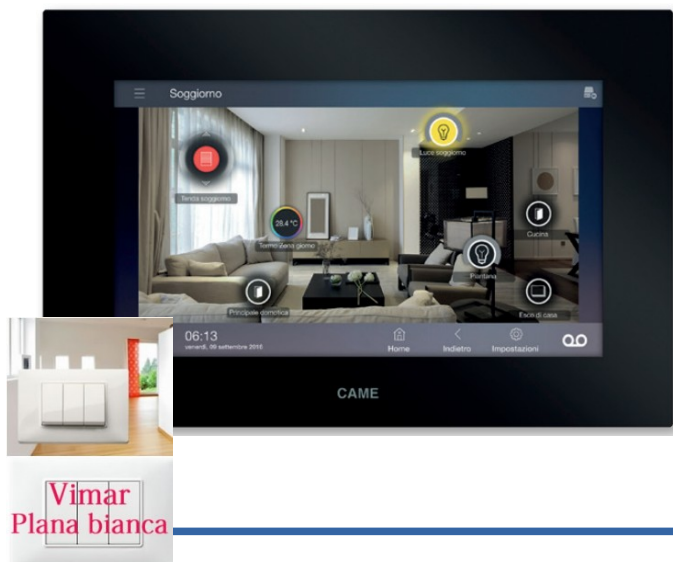 Soggiorno
Luce soggiorno
Tenda soggiorno
28.4 °C
Termo Zona giorno
Cucina
Piantana
Principale domotica
Esci di casa
06:13
venerdì, 09 settembre 2016
Home
Indietro
Impostazioni
CAME
Vimar
Plana bianca